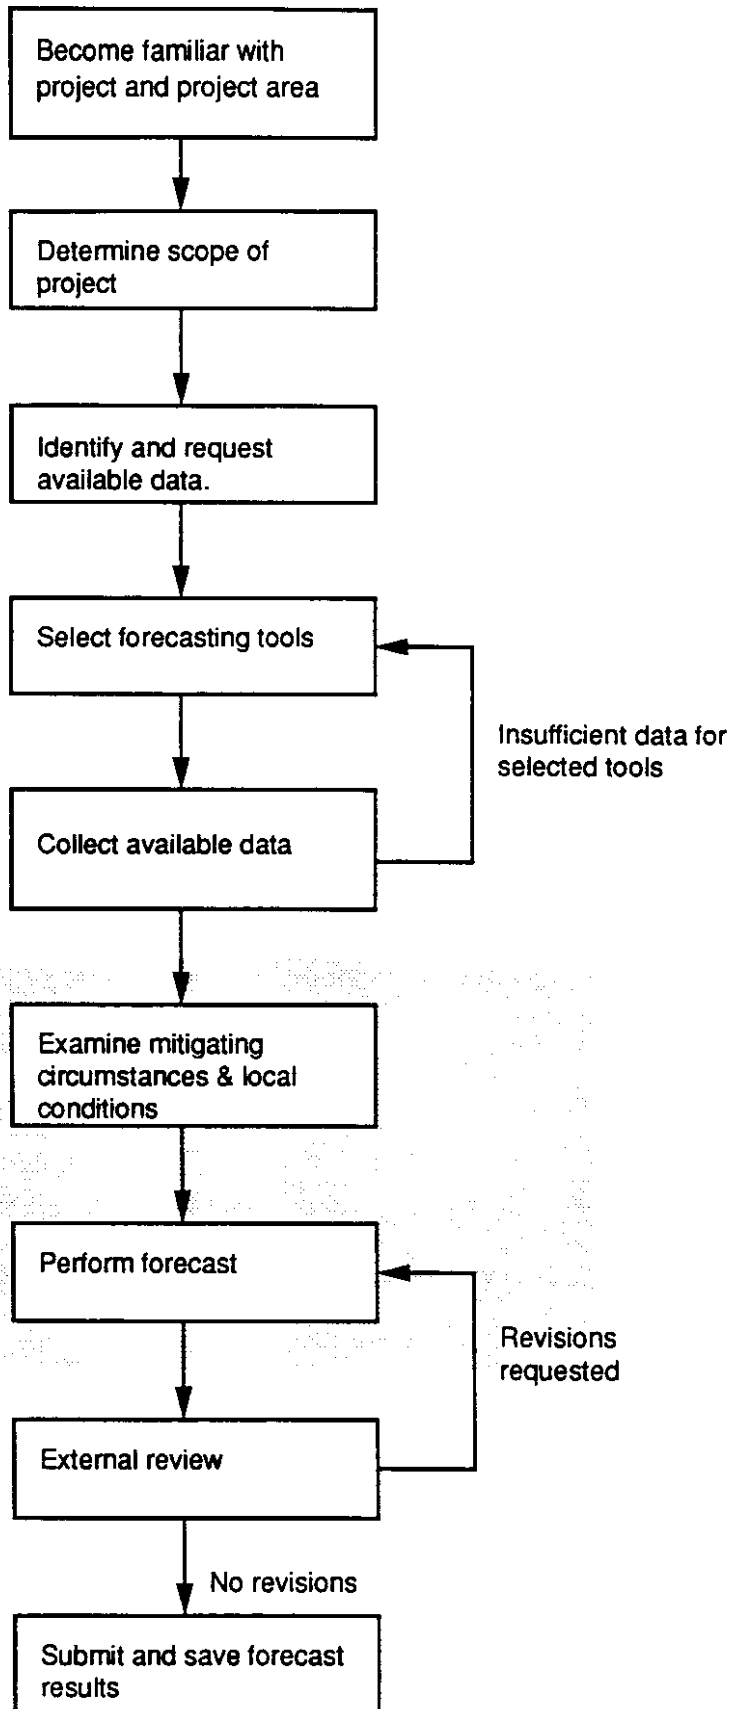 Become familiar with
project and project area
Determine scope of
project
Identify and request
available data.
Select forecasting tools
Insufficient data for
selected tools
Collect available data
Examine mitigating
circumstances & local
conditions
Perform forecast
Revisions
requested
External review
No revisions
Submit and save forecast
results